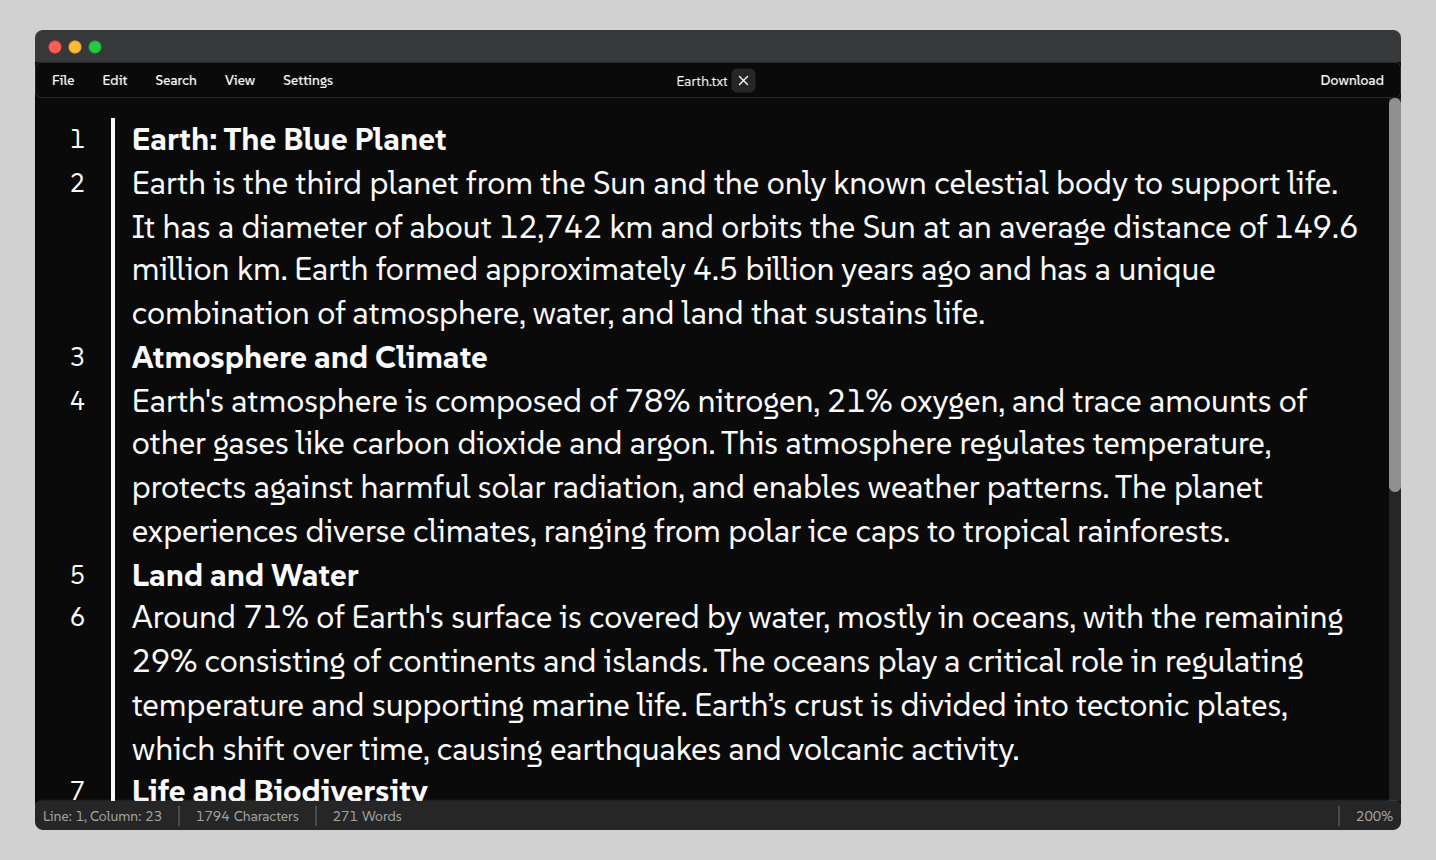 File Edit Search View Settings Earth.txt Download
1 Earth: The Blue Planet
2 Earth is the third planet from the Sun and the only known celestial body to support life.
It has a diameter of about 12,742 km and orbits the Sun at an average distance of 149.6
million km. Earth formed approximately 4.5 billion years ago and has a unique
combination of atmosphere, water, and land that sustains life.
3 Atmosphere and Climate
4 Earth's atmosphere is composed of 78% nitrogen, 21% oxygen, and trace amounts of
other gases like carbon dioxide and argon. This atmosphere regulates temperature,
protects against harmful solar radiation, and enables weather patterns. The planet
experiences diverse climates, ranging from polar ice caps to tropical rainforests.
5 Land and Water
6 Around 71% of Earth's surface is covered by water, mostly in oceans, with the remaining
29% consisting of continents and islands. The oceans play a critical role in regulating
temperature and supporting marine life. Earth’s crust is divided into tectonic plates,
which shift over time, causing earthquakes and volcanic activity.
7 Life and Biodiversity
Line: 1, Column: 23 1794 Characters 271 Words 200%